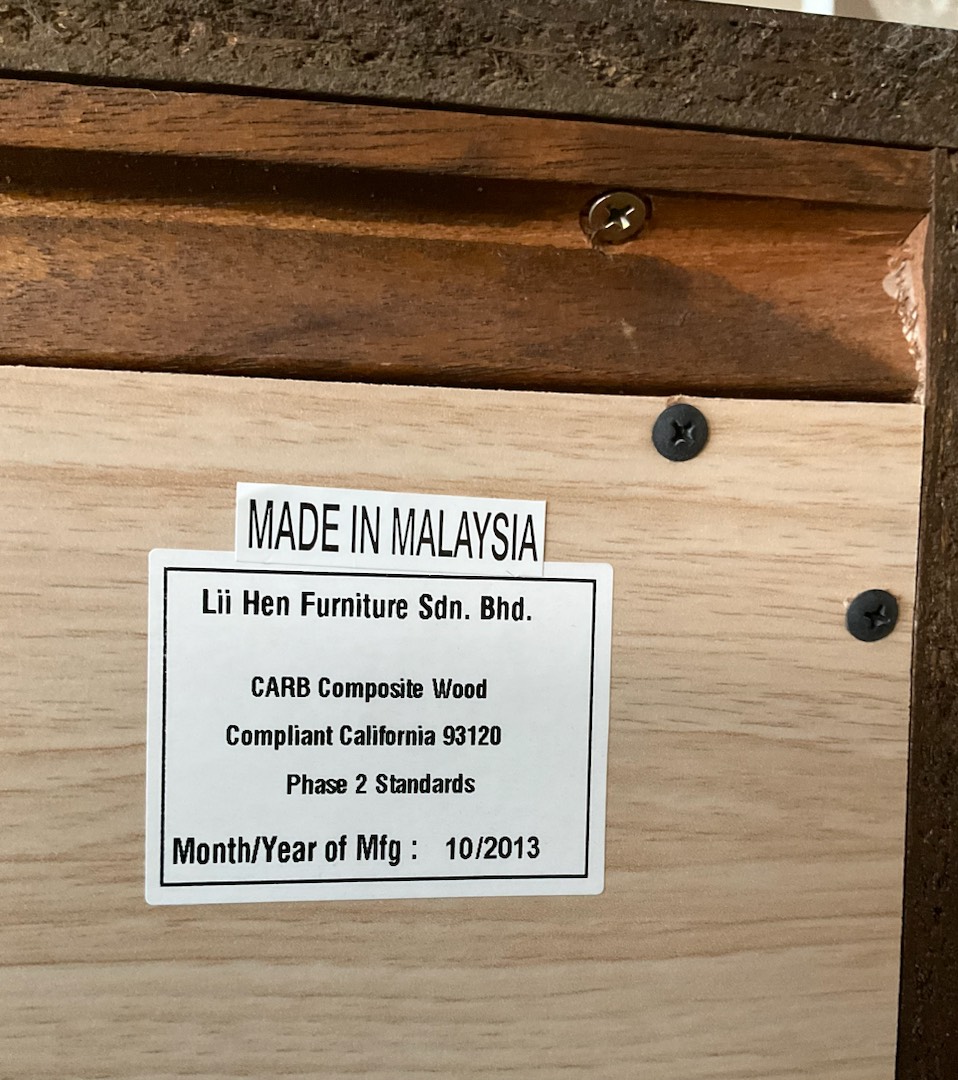 MADE IN MALAYSIA
Lii Hen Furniture Sdn. Bhd.
CARB Composite Wood
Compliant California 93120
Phase 2 Standards
Month/Year of Mfg : 10/2013